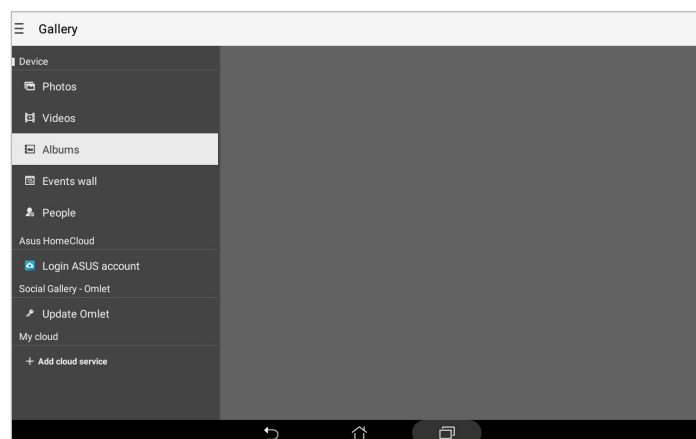 Gallery
Device
Photos
Videos
Albums
Events wall
People
Asus HomeCloud
Login ASUS account
Social Gallery - Omlet
Update Omlet
My cloud
+ Add cloud service